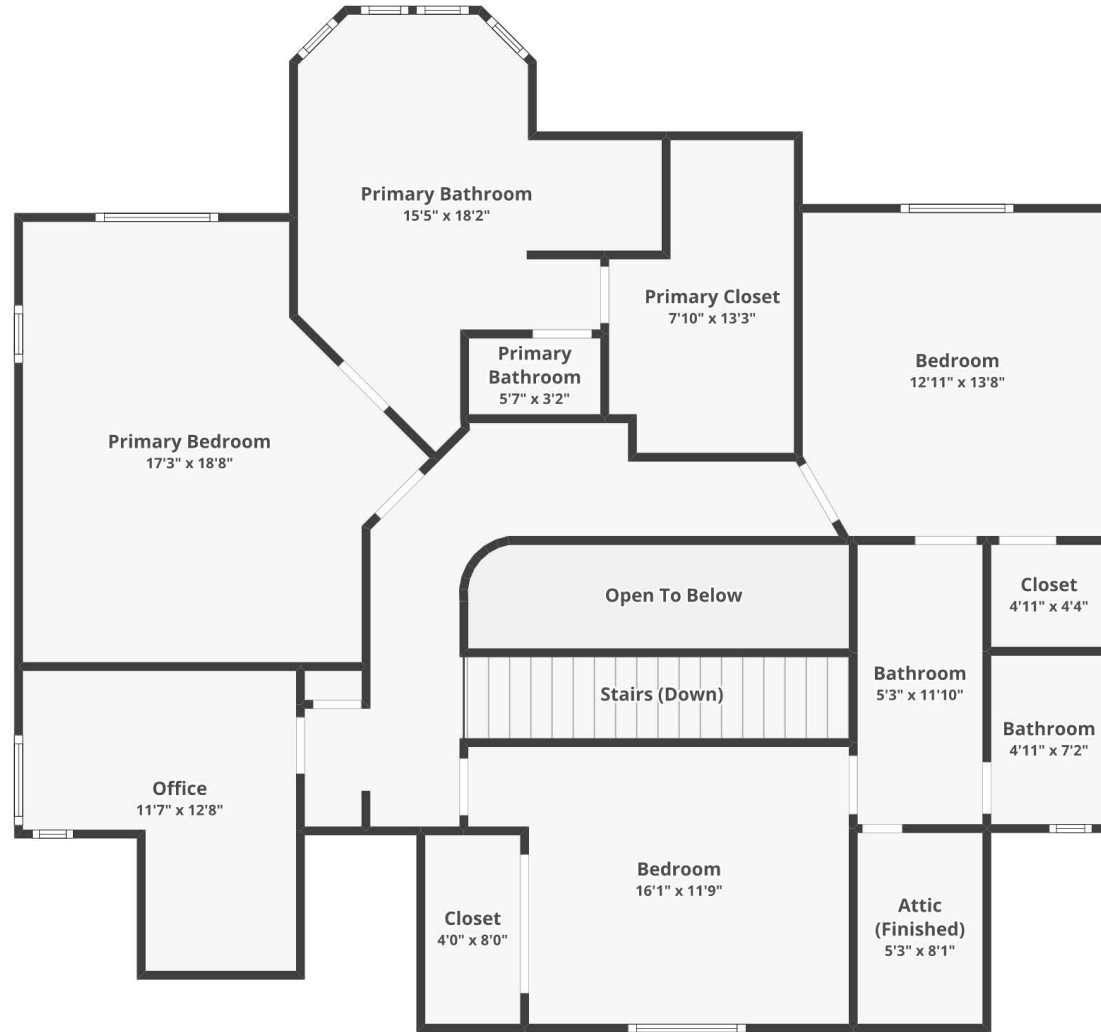 Primary Bathroom
15'5" x 18'2"
Primary Closet
7'10" x 13'3"
Primary
Bathroom
5'7" x 3'2"
Bedroom
12'11" x 13'8"
Primary Bedroom
17'3" x 18'8"
Open To Below
Closet
4'11" x 4'4"
Stairs (Down)
Bathroom
5'3" x 11'10"
Bathroom
4'11" x 7'2"
Office
11'7" x 12'8"
Bedroom
16'1" x 11'9"
Closet
4'0" x 8'0"
Attic
(Finished)
5'3" x 8'1"